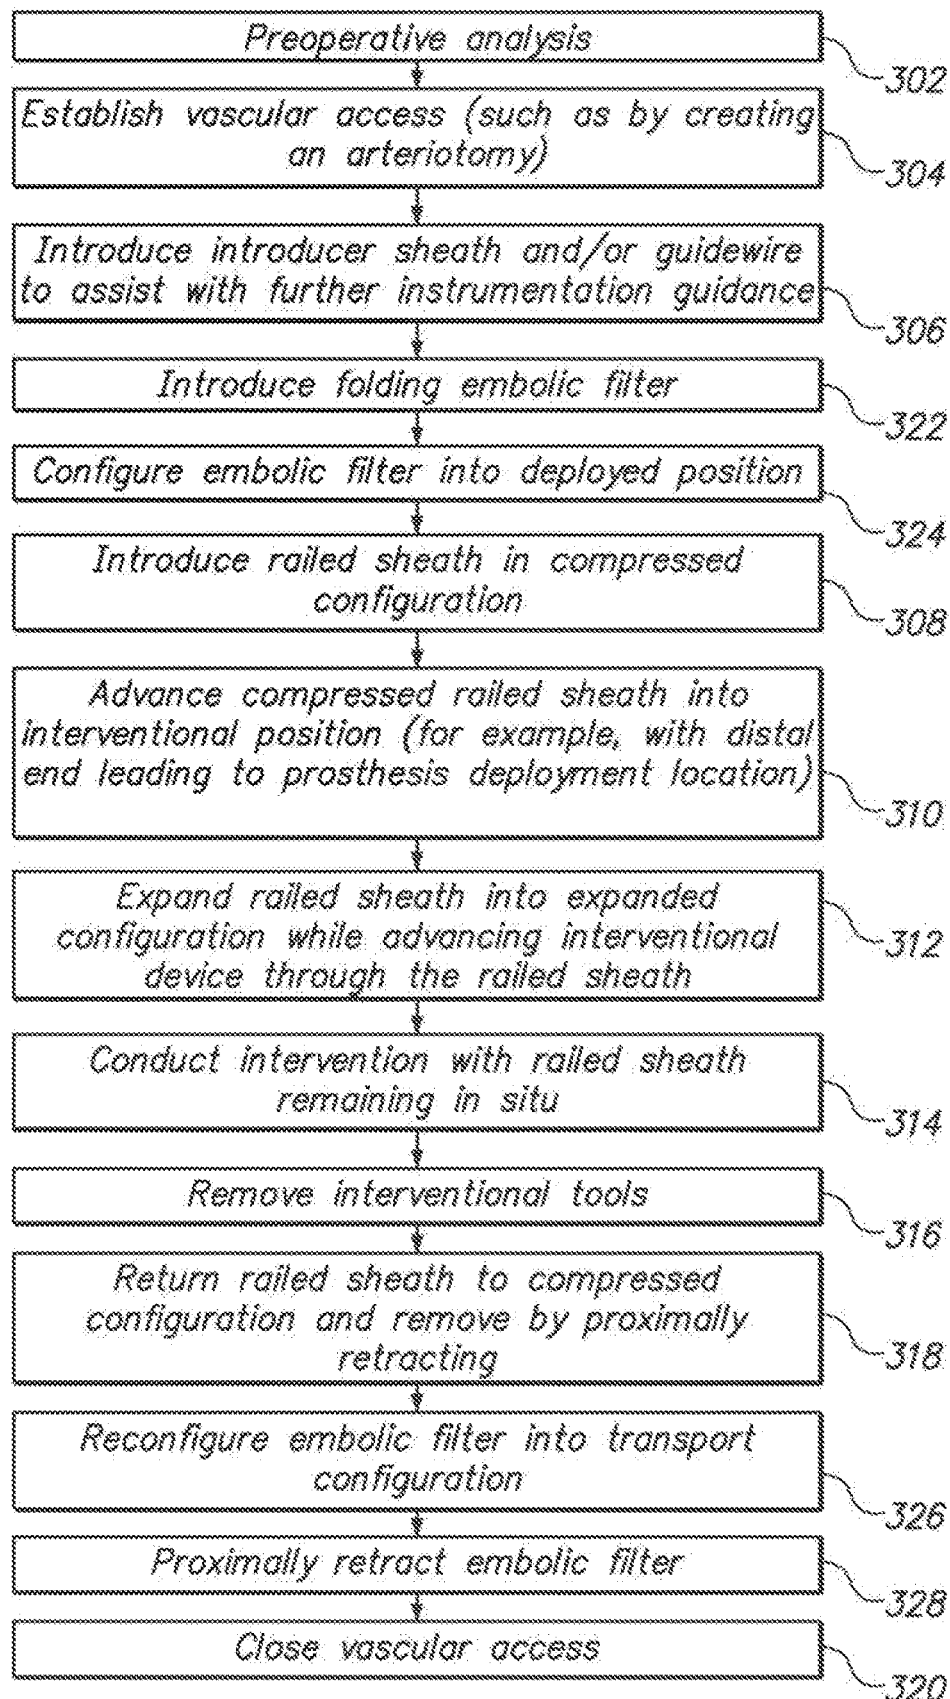 Preoperative analysis
302
Establish vascular access (such as by creating
an arteriotomy)
304
Introduce introducer sheath and/or guidewire
to assist with further instrumentation guidance
306
Introduce folding embolic filter
322
Configure embolic filter into deployed position
324
Introduce railed sheath in compressed
configuration
308
Advance compressed railed sheath into
interventional position (for example, with distal
end leading to prosthesis deployment location)
310
Expand railed sheath into expanded
configuration while advancing interventional
device through the railed sheath
312
Conduct intervention with railed sheath
remaining in situ
314
Remove interventional tools
316
Return railed sheath to compressed
configuration and remove by proximally
retracting
318
Reconfigure embolic filter into transport
configuration
326
Proximally retract embolic filter
328
Close vascular access
320